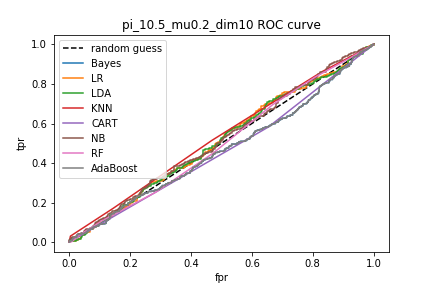 pi_10.5_mu0.2_dim10 ROC curve
1.0
0.8
0.6
0.4
0.2
0.0
tpr
random guess
Bayes
LR
LDA
KNN
CART
NB
RF
AdaBoost
0.0 0.2 0.4 0.6 0.8 1.0
fpr